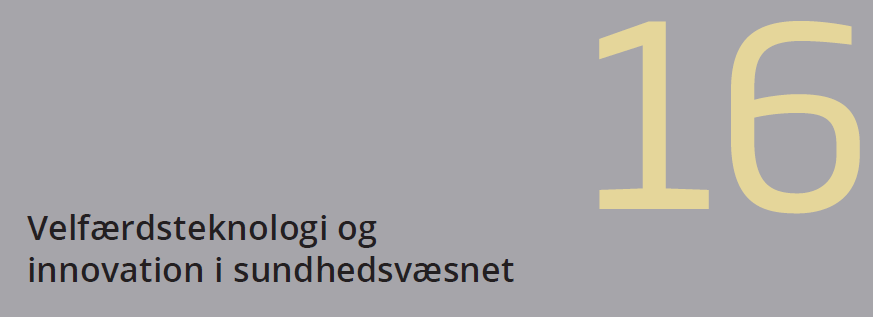 16
Velfærdsteknologi og
innovation i sundhedsvæsnet